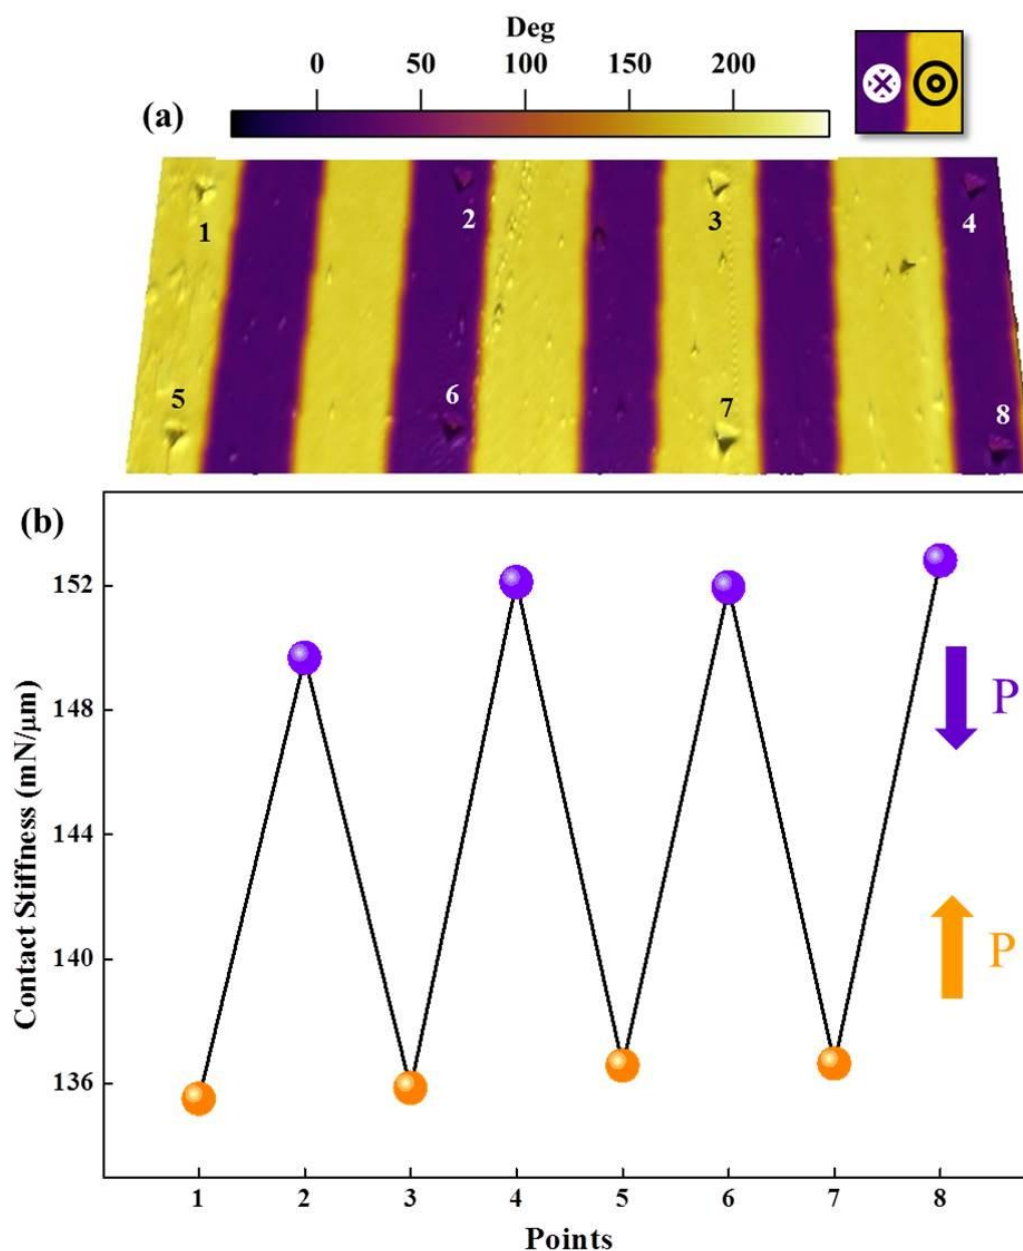 Deg
0 50 100 150 200
(a)
1 2 3 4
5 6 7 8
(b)
Contact Stiffness (mN/μm)
152
148
144
140
136
P
P
1 2 3 4 5 6 7 8
Points